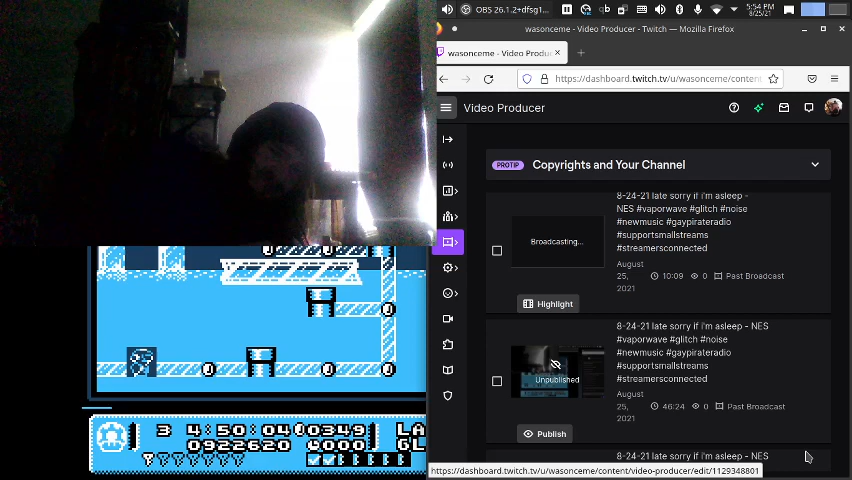 OBS 26.1.2+dfsg1...
5:54 PM
8/25/21
wasonceme - Video Producer - Twitch — Mozilla Firefox
wasonceme - Video Produc
https://dashboard.twitch.tv/u/wasonceme/content
Video Producer
PROTIP
Copyrights and Your Channel
8-24-21 late sorry if i'm asleep -
NES #vaporwave #glitch #noise
#newmusic #gaypirateradio
#supportsmallstreams
#streamersconnected
Broadcasting...
August
25,
2021
10:09
0
Past Broadcast
Highlight
8-24-21 late sorry if i'm asleep - NES
#vaporwave #glitch #noise
#newmusic #gaypirateradio
#supportsmallstreams
#streamersconnected
Unpublished
August
25,
2021
46:24
0
Past Broadcast
Publish
8-24-21 late sorry if i'm asleep - NES
https://dashboard.twitch.tv/u/wasonceme/content/video-producer/edit/1129348801
3 4:50:04 0349 LA
0922620 0000 GL